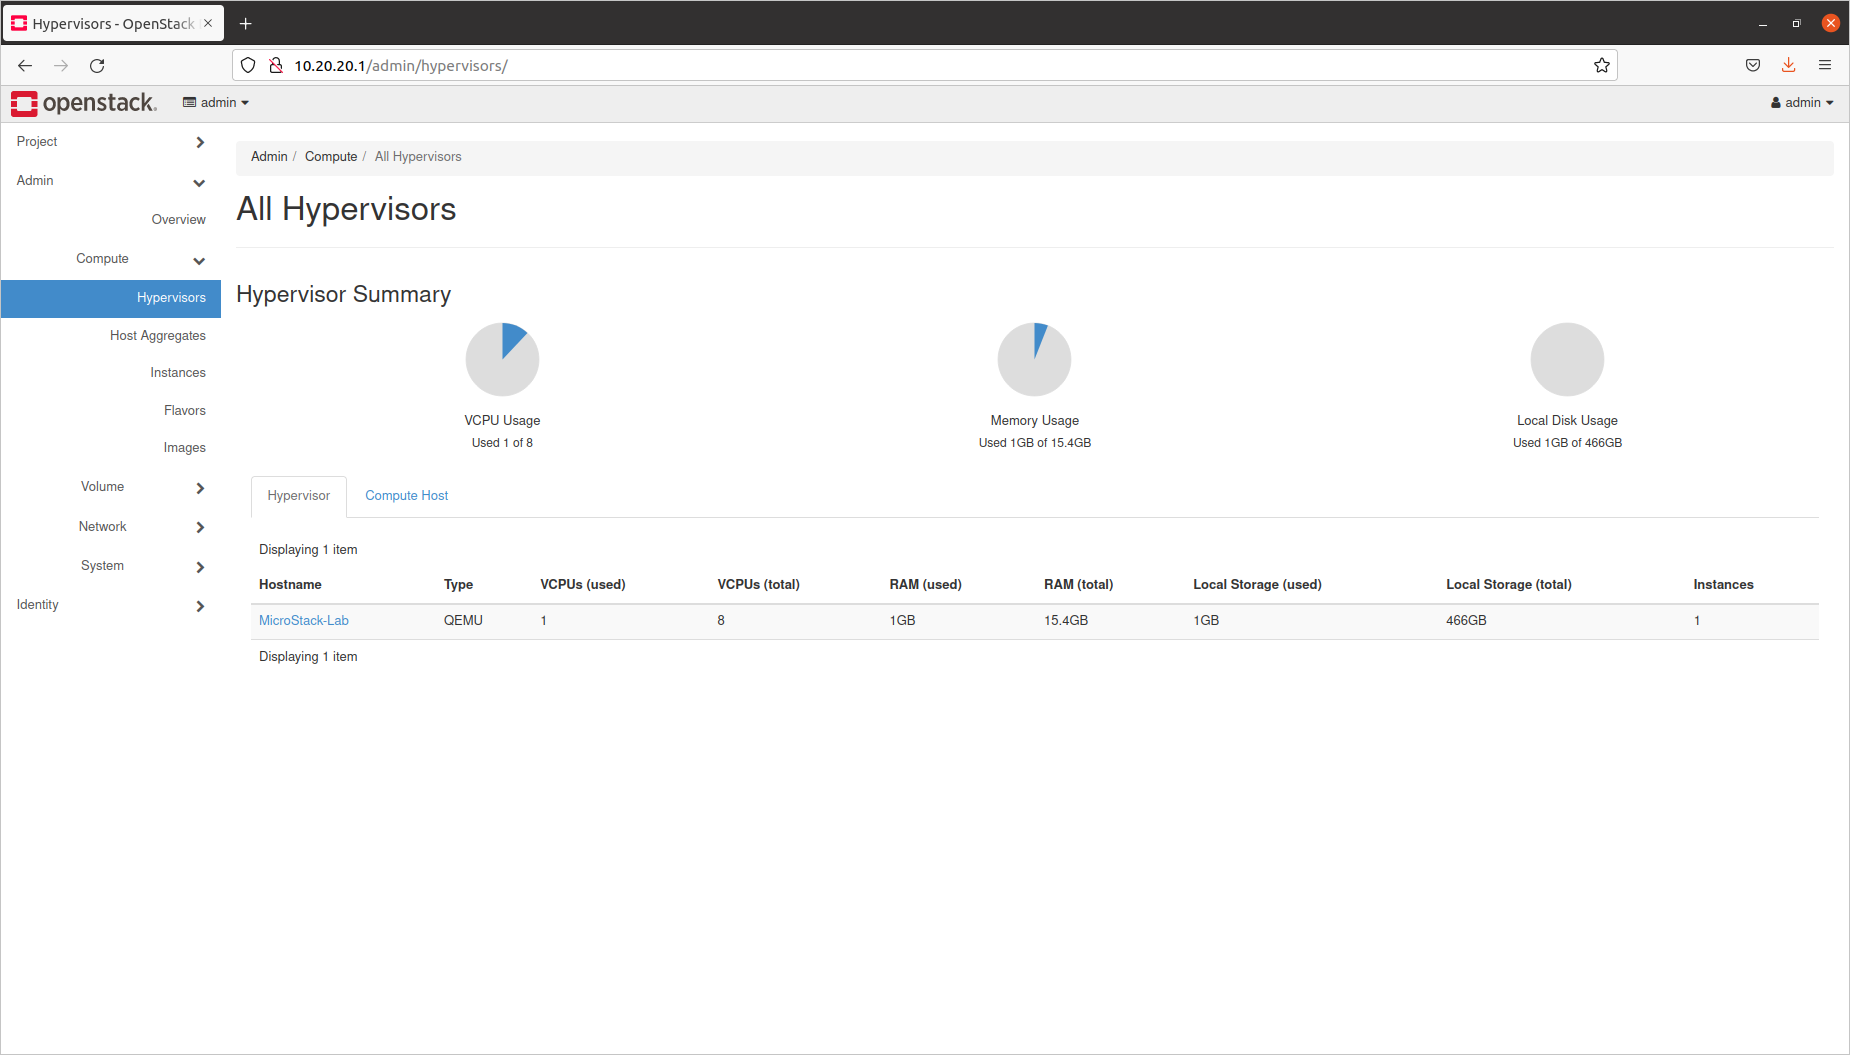 Hypervisors - OpenStack
10.20.20.1/admin/hypervisors/
openstack. admin admin
Project
Admin
Overview
Compute
Hypervisors
Host Aggregates
Instances
Flavors
Images
Volume
Network
System
Identity
Admin / Compute / All Hypervisors
All Hypervisors
Hypervisor Summary
VCPU Usage
Used 1 of 8
Memory Usage
Used 1GB of 15.4GB
Local Disk Usage
Used 1GB of 466GB
Hypervisor Compute Host
Displaying 1 item
Hostname Type VCPUs (used) VCPUs (total) RAM (used) RAM (total) Local Storage (used) Local Storage (total) Instances
MicroStack-Lab QEMU 1 8 1GB 15.4GB 1GB 466GB 1
Displaying 1 item